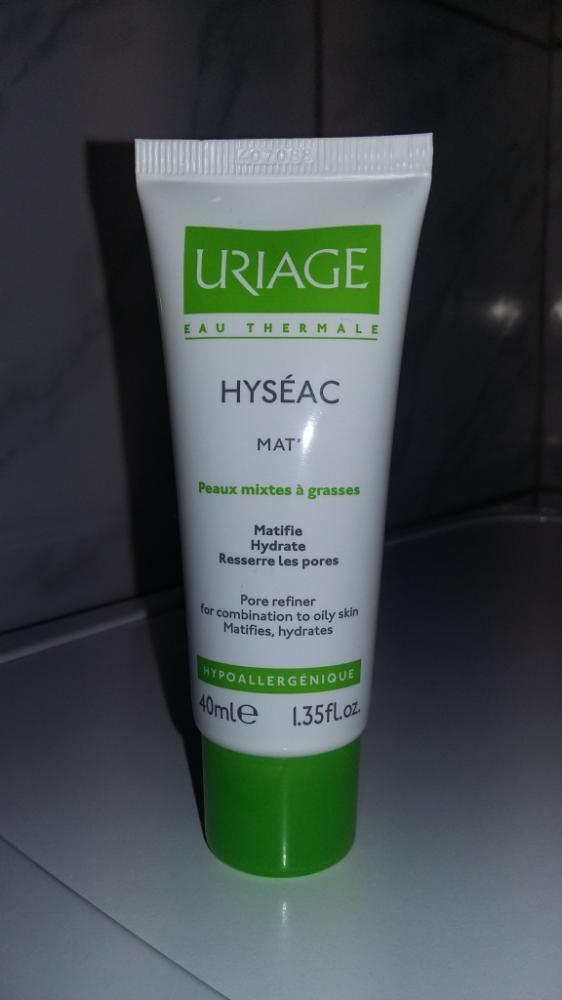 207088
URIAGE
EAU THERMALE
HYSÉAC
MAT'
Peaux mixtes à grasses
Matifie
Hydrate
Resserre les pores
Pore refiner
for combination to oily skin
Matifies, hydrates
HYPOALLERGÉNIQUE
40ml℮ 1.35fl.oz.